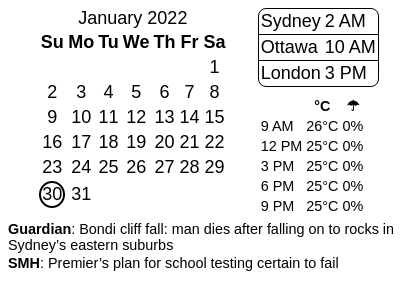 January 2022
Su Mo Tu We Th Fr Sa
1
2 3 4 5 6 7 8
9 10 11 12 13 14 15
16 17 18 19 20 21 22
23 24 25 26 27 28 29
30 31
Sydney 2 AM
Ottawa 10 AM
London 3 PM
°C ☂
9 AM 26°C 0%
12 PM 25°C 0%
3 PM 25°C 0%
6 PM 25°C 0%
9 PM 25°C 0%
Guardian: Bondi cliff fall: man dies after falling on to rocks in
Sydney’s eastern suburbs
SMH: Premier’s plan for school testing certain to fail